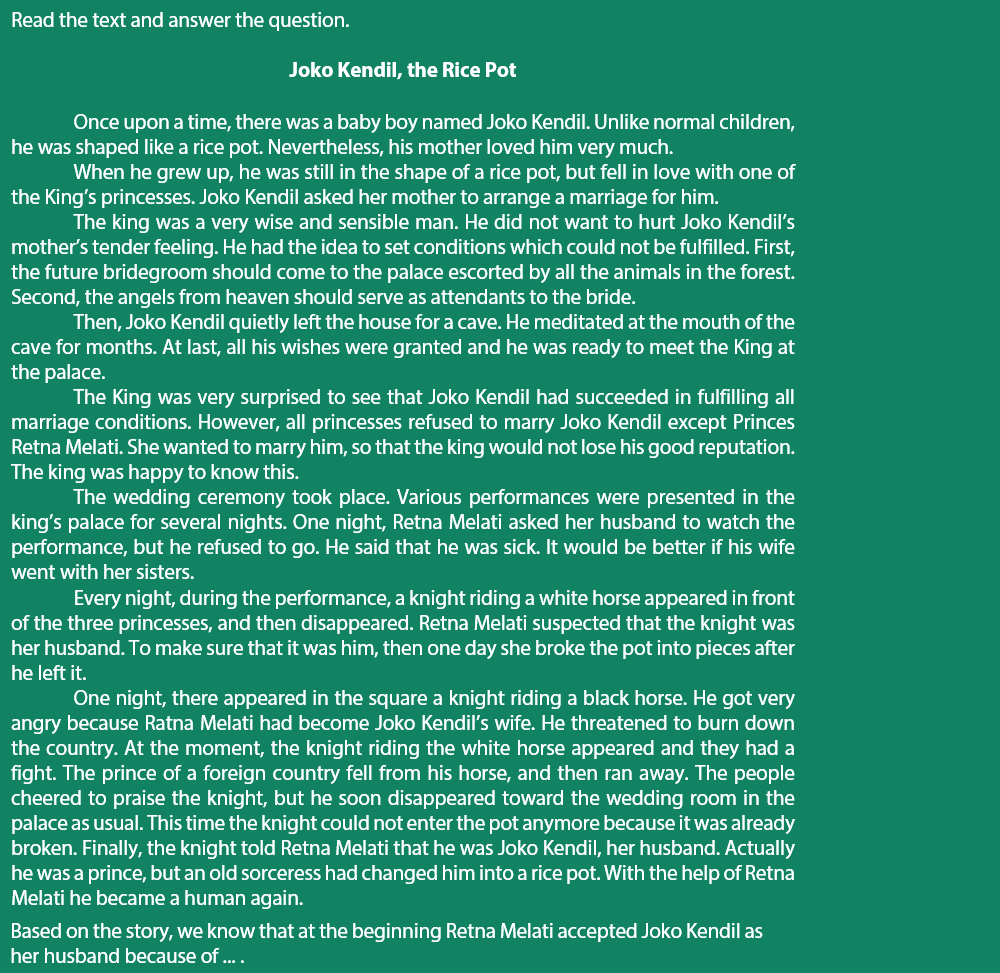 Read the text and answer the question.
Joko Kendil, the Rice Pot
Once upon a time, there was a baby boy named Joko Kendil. Unlike normal children,
he was shaped like a rice pot. Nevertheless, his mother loved him very much.
When he grew up, he was still in the shape of a rice pot, but fell in love with one of
the King's princesses. Joko Kendil asked her mother to arrange a marriage for him.
The king was a very wise and sensible man. He did not want to hurt Joko Kendil's
mother's tender feeling. He had the idea to set conditions which could not be fulfilled. First,
the future bridegroom should come to the palace escorted by all the animals in the forest.
Second, the angels from heaven should serve as attendants to the bride.
Then, Joko Kendil quietly left the house for a cave. He meditated at the mouth of the
cave for months. At last, all his wishes were granted and he was ready to meet the King at
the palace.
The King was very surprised to see that Joko Kendil had succeeded in fulfilling all
marriage conditions. However, all princesses refused to marry Joko Kendil except Princes
Retna Melati. She wanted to marry him, so that the king would not lose his good reputation.
The king was happy to know this.
The wedding ceremony took place. Various performances were presented in the
king's palace for several nights. One night, Retna Melati asked her husband to watch the
performance, but he refused to go. He said that he was sick. It would be better if his wife
went with her sisters.
Every night, during the performance, a knight riding a white horse appeared in front
of the three princesses, and then disappeared. Retna Melati suspected that the knight was
her husband. To make sure that it was him, then one day she broke the pot into pieces after
he left it.
One night, there appeared in the square a knight riding a black horse. He got very
angry because Ratna Melati had become Joko Kendil's wife. He threatened to burn down
the country. At the moment, the knight riding the white horse appeared and they had a
fight. The prince of a foreign country fell from his horse, and then ran away. The people
cheered to praise the knight, but he soon disappeared toward the wedding room in the
palace as usual. This time the knight could not enter the pot anymore because it was already
broken. Finally, the knight told Retna Melati that he was Joko Kendil, her husband. Actually
he was a prince, but an old sorceress had changed him into a rice pot. With the help of Retna
Melati he became a human again.
Based on the story, we know that at the beginning Retna Melati accepted Joko Kendil as
her husband because of ... .